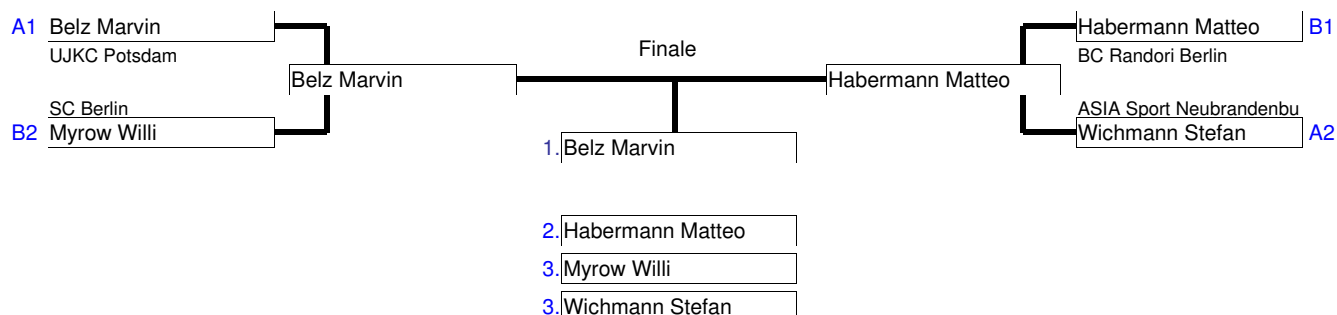 A1 Belz Marvin
UJKC Potsdam
Habermann Matteo B1
BC Randori Berlin
Finale
Belz Marvin
Habermann Matteo
SC Berlin
B2 Myrow Willi
ASIA Sport Neubrandenbu
Wichmann Stefan A2
1. Belz Marvin
2. Habermann Matteo
3. Myrow Willi
3. Wichmann Stefan